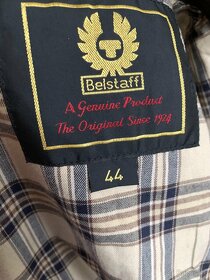 Belstaff
A Genuine Product
The Original Since 1924
44